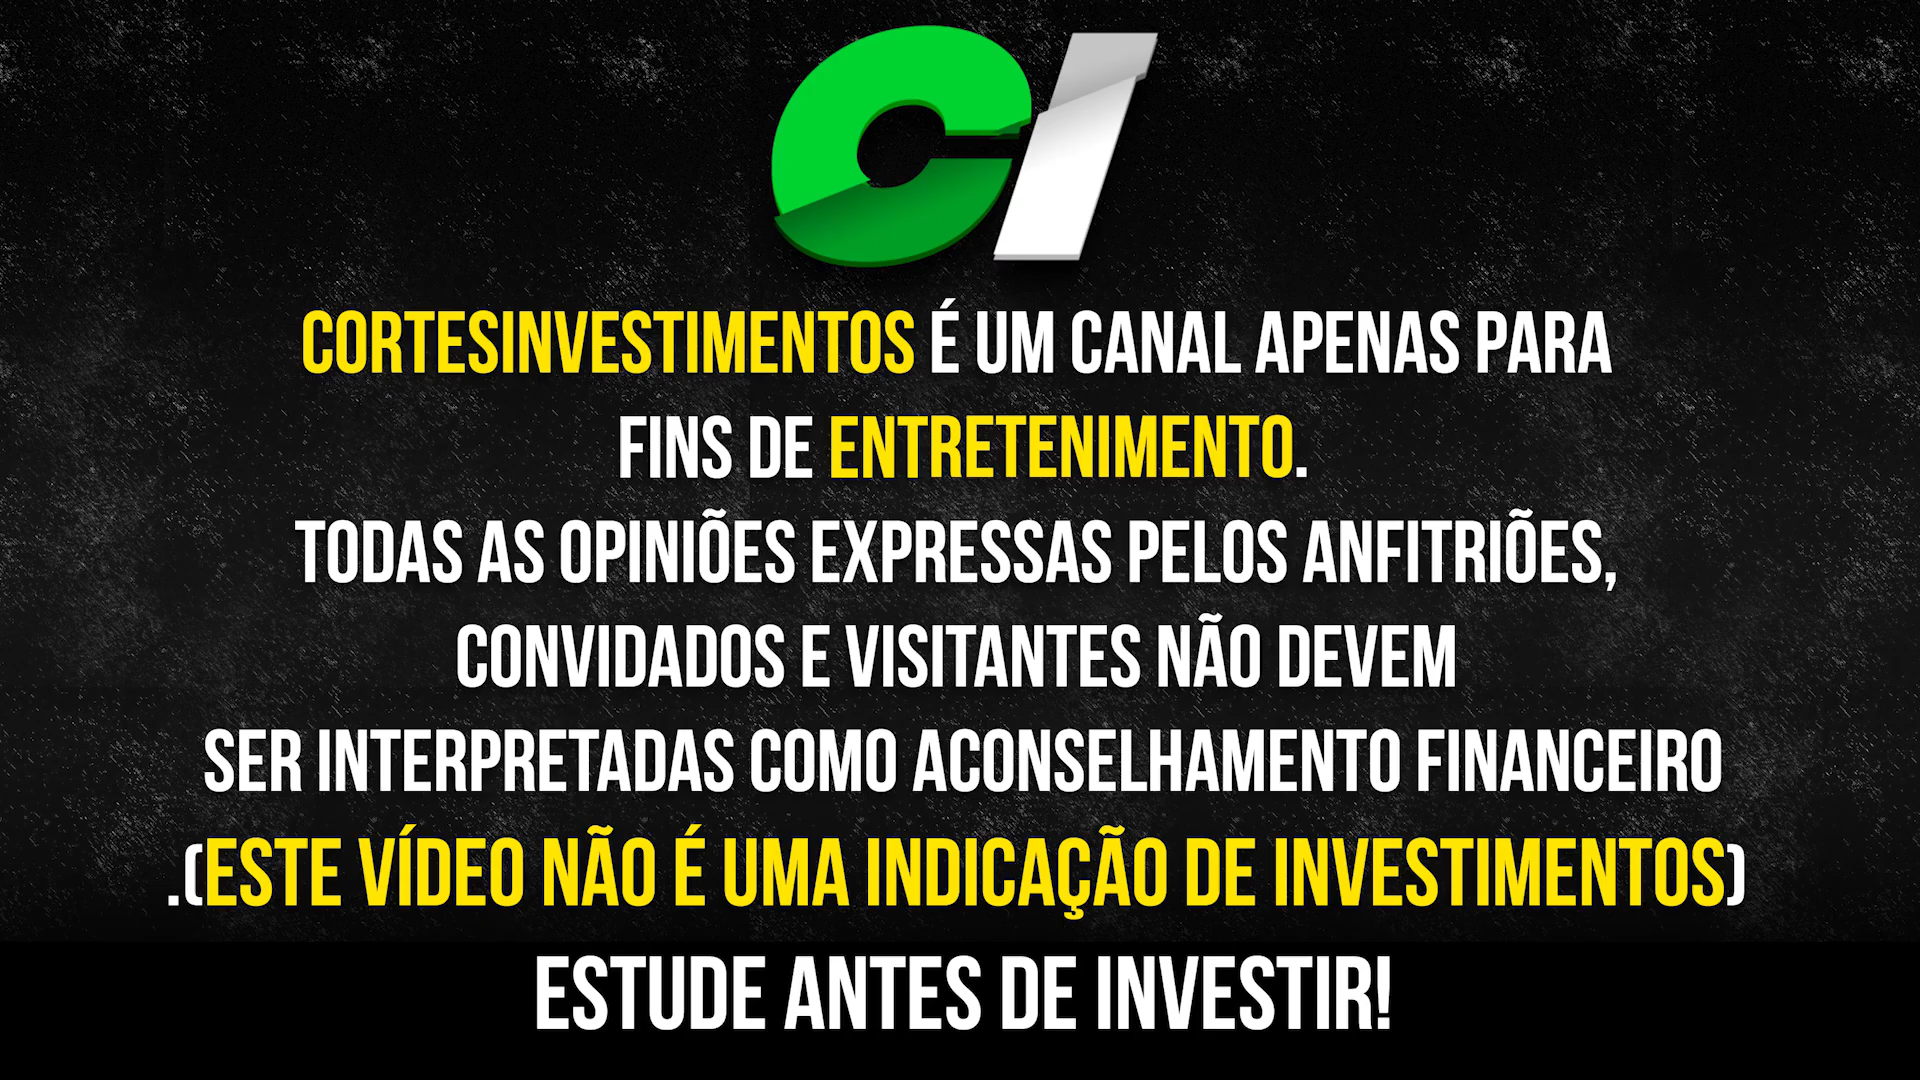 CI
CORTESINVESTIMENTOS É UM CANAL APENAS PARA
FINS DE ENTRETENIMENTO.
TODAS AS OPINIÕES EXPRESSAS PELOS ANFITRIÕES,
CONVIDADOS E VISITANTES NÃO DEVEM
SER INTERPRETADAS COMO ACONSELHAMENTO FINANCEIRO
.(ESTE VÍDEO NÃO É UMA INDICAÇÃO DE INVESTIMENTOS)
ESTUDE ANTES DE INVESTIR!